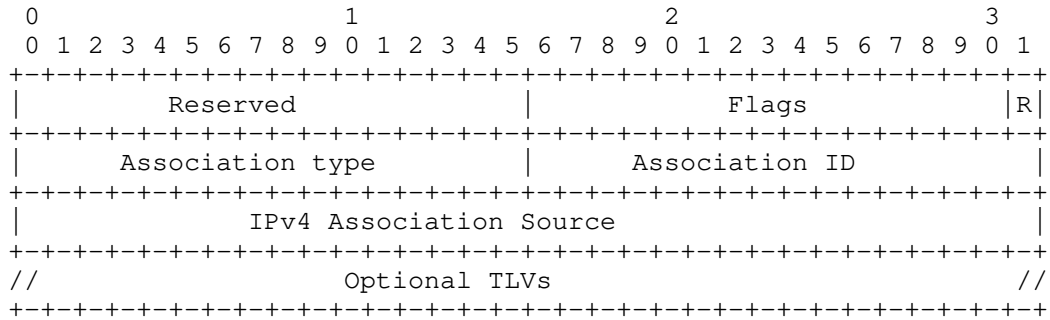 0                   1                   2                   3
 0 1 2 3 4 5 6 7 8 9 0 1 2 3 4 5 6 7 8 9 0 1 2 3 4 5 6 7 8 9 0 1
+-+-+-+-+-+-+-+-+-+-+-+-+-+-+-+-+-+-+-+-+-+-+-+-+-+-+-+-+-+-+-+-+
|         Reserved              |            Flags            |R|
+-+-+-+-+-+-+-+-+-+-+-+-+-+-+-+-+-+-+-+-+-+-+-+-+-+-+-+-+-+-+-+-+
|      Association type         |      Association ID           |
+-+-+-+-+-+-+-+-+-+-+-+-+-+-+-+-+-+-+-+-+-+-+-+-+-+-+-+-+-+-+-+-+
|              IPv4 Association Source                          |
+-+-+-+-+-+-+-+-+-+-+-+-+-+-+-+-+-+-+-+-+-+-+-+-+-+-+-+-+-+-+-+-+
//                   Optional TLVs                             //
+-+-+-+-+-+-+-+-+-+-+-+-+-+-+-+-+-+-+-+-+-+-+-+-+-+-+-+-+-+-+-+-+